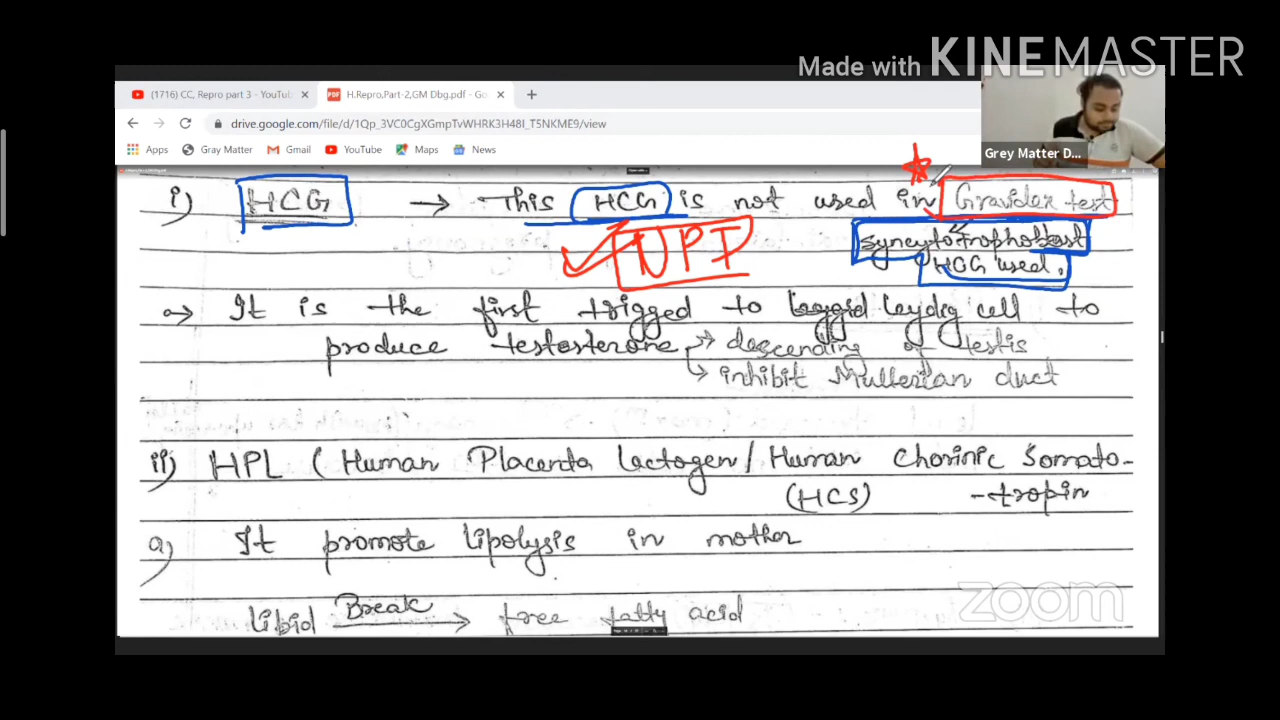 Made with KINEMASTER
(1716) CC, Repro part 3 - YouTub
H.Repro,Part-2,GM Dbg.pdf - Go
drive.google.com/file/d/1Qp_3VC0CgXGmpTvWHRK3H48I_T5NKME9/view
Apps Gray Matter Gmail YouTube Maps News
Grey Matter D...
i) HCG → This HCG is not used in Gravidex test
syncytotrophoblast
HCG used.
NPT
a→ It is the first trigged to leydig cell to
produce testosterone → descending of testis
→ inhibit Mullerian duct
ii) HPL (Human Placenta lactogen / Human Chorinic Somato-
(HCS) -tropin
a) It promote lipolysis in mother
libid Break → free fatty acid
zoom